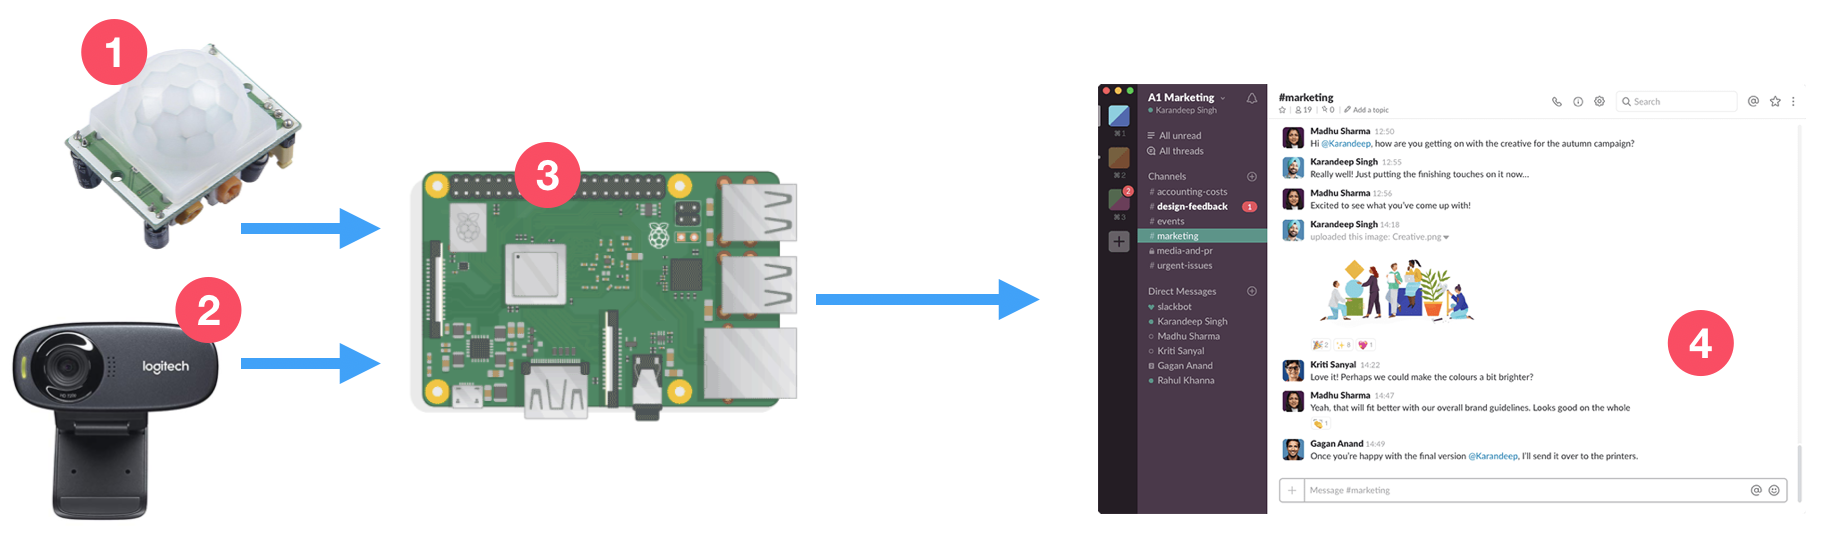 1
2
logitech
HD 720P
3
A1 Marketing
Karandeep Singh
All unread
All threads
Channels
# accounting-costs
# design-feedback 1
# events
# marketing
media-and-pr
# urgent-issues
Direct Messages
slackbot
Karandeep Singh
Madhu Sharma
Kriti Sanyal
Gagan Anand
Rahul Khanna
⌘1
⌘2
2
⌘3
#marketing
19 | 0 | Add a topic
Search
Madhu Sharma 12:50
Hi @Karandeep, how are you getting on with the creative for the autumn campaign?
Karandeep Singh 12:55
Really well! Just putting the finishing touches on it now...
Madhu Sharma 12:56
Excited to see what you've come up with!
Karandeep Singh 14:18
uploaded this image: Creative.png
2 8 1
Kriti Sanyal 14:22
Love it! Perhaps we could make the colours a bit brighter?
Madhu Sharma 14:47
Yeah, that will fit better with our overall brand guidelines. Looks good on the whole
1
Gagan Anand 14:49
Once you're happy with the final version @Karandeep, I'll send it over to the printers.
Message #marketing
4